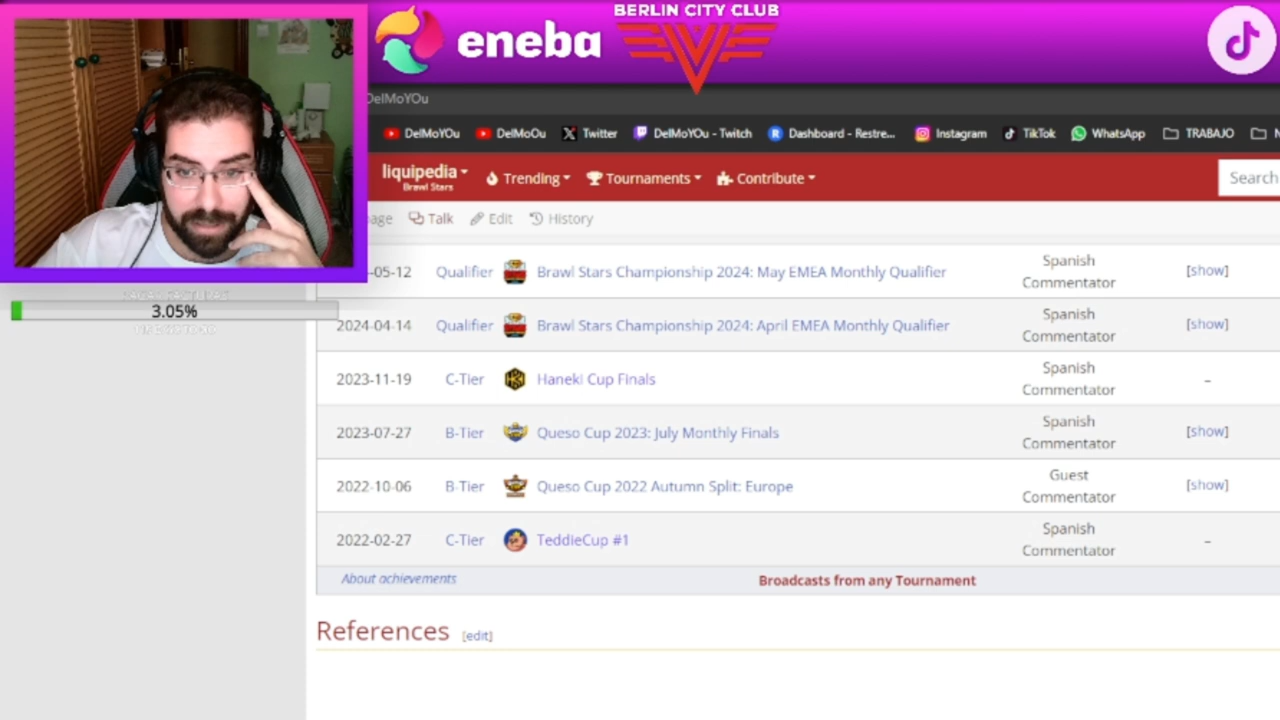 BERLIN CITY CLUB
eneba
DelMoYOu
DelMoYOu DelMoOu Twitter DelMoYOu - Twitch Dashboard - Restre... Instagram TikTok WhatsApp TRABAJO
liquipedia
Brawl Stars
Trending Tournaments Contribute Search
Talk Edit History
-05-12 Qualifier Brawl Stars Championship 2024: May EMEA Monthly Qualifier Spanish Commentator [show]
3.05%
2024-04-14 Qualifier Brawl Stars Championship 2024: April EMEA Monthly Qualifier Spanish Commentator [show]
2023-11-19 C-Tier Haneki Cup Finals Spanish Commentator –
2023-07-27 B-Tier Queso Cup 2023: July Monthly Finals Spanish Commentator [show]
2022-10-06 B-Tier Queso Cup 2022 Autumn Split: Europe Guest Commentator [show]
2022-02-27 C-Tier TeddieCup #1 Spanish Commentator –
About achievements Broadcasts from any Tournament
References [edit]